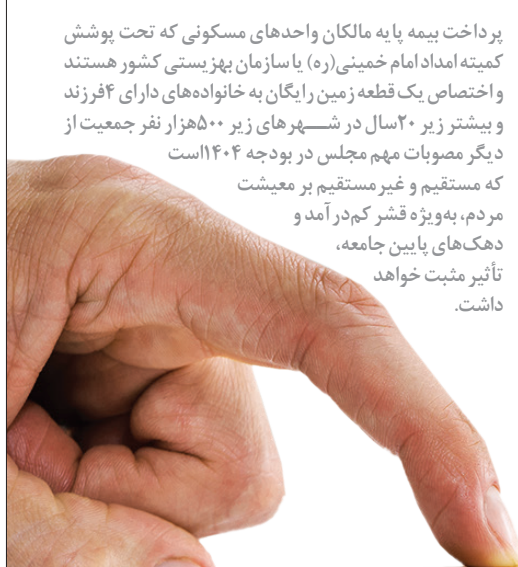 پرداخت بیمه پایه مالکان واحدهای مسکونی که تحت پوشش
کمیته امداد امام خمینی(ره) یا سازمان بهزیستی کشور هستند
و اختصاص یک قطعه زمین رایگان به خانواده‌های دارای ۴فرزند
و بیشتر زیر ۲۰سال در شـــهرهای زیر ۵۰۰هزار نفر جمعیت از
دیگر مصوبات مهم مجلس در بودجه ۱۴۰۴است
که مستقیم و غیرمستقیم بر معیشت
مردم، به‌ویژه قشر کم‌درآمد و
دهک‌های پایین جامعه،
تأثیر مثبت خواهد
داشت.